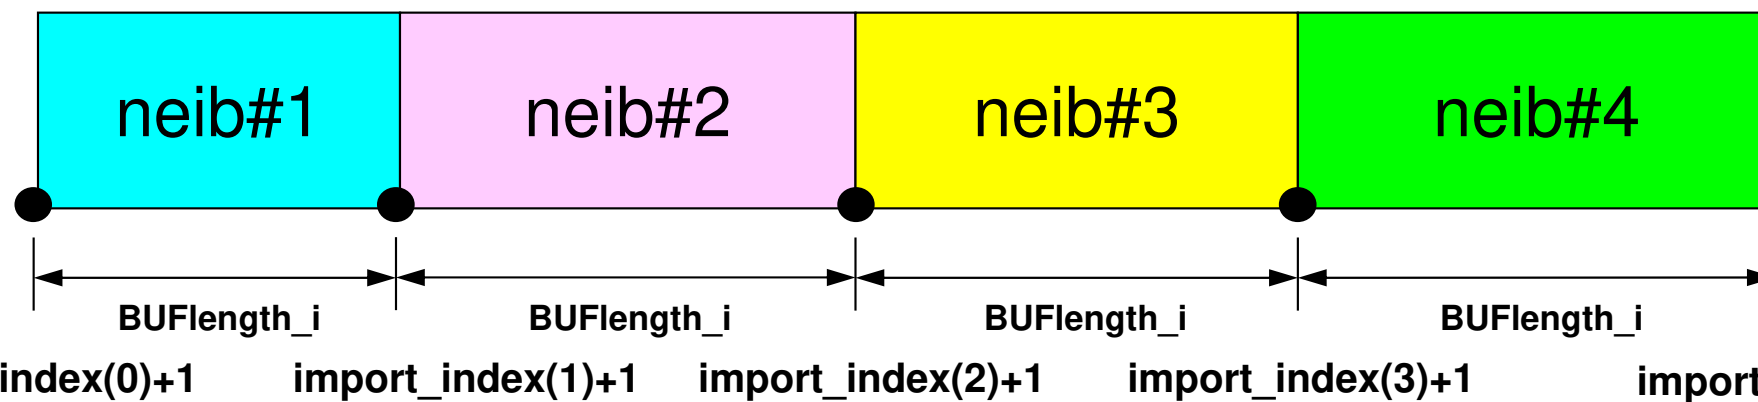 neib#1 neib#2 neib#3 neib#4
BUFlength_i BUFlength_i BUFlength_i BUFlength_i
index(0)+1 import_index(1)+1 import_index(2)+1 import_index(3)+1 import